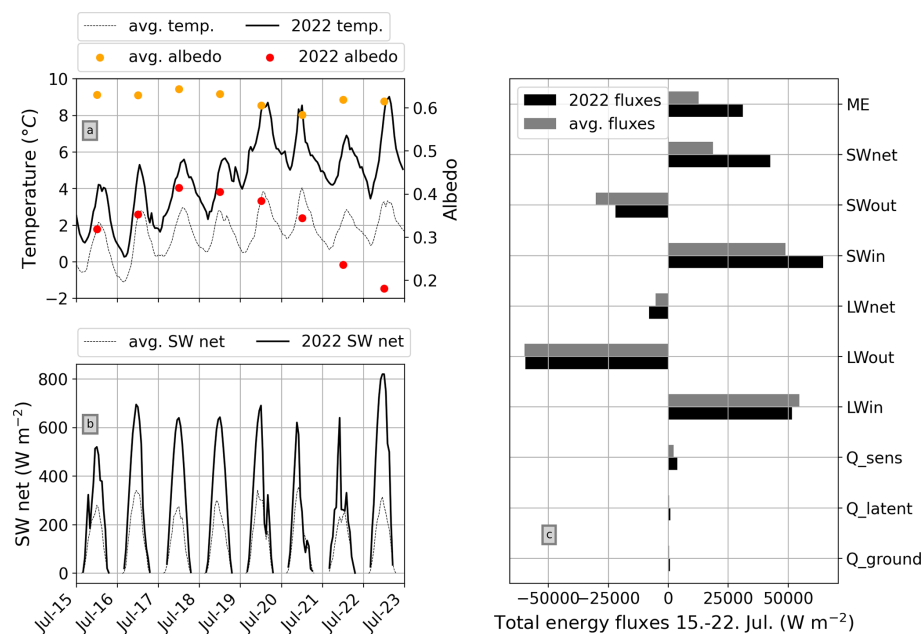 avg. temp. 2022 temp.
avg. albedo 2022 albedo
10
8
6
4
2
0
−2
Temperature (°C)
a
0.6
0.5
0.4
0.3
0.2
Albedo
avg. SW net 2022 SW net
800
600
400
200
0
SW net (W m−2)
b
Jul-15 Jul-16 Jul-17 Jul-18 Jul-19 Jul-20 Jul-21 Jul-22 Jul-23
2022 fluxes
avg. fluxes
ME
SWnet
SWout
SWin
LWnet
LWout
LWin
Q_sens
Q_latent
Q_ground
c
−50000 −25000 0 25000 50000
Total energy fluxes 15.-22. Jul. (W m−2)